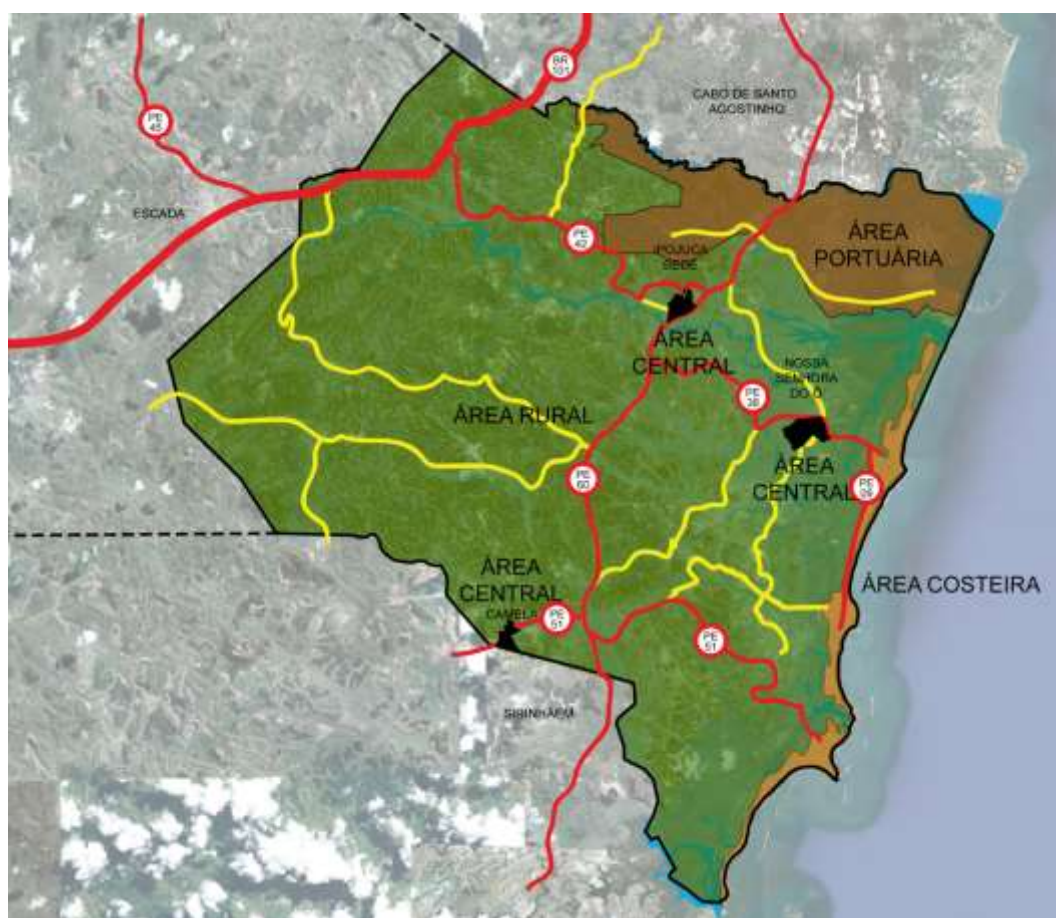 BR
101
CABO DE SANTO
AGOSTINHO
PE
45
ESCADA
ÁREA
PORTUÁRIA
PE
42
IPOJUCA
SEDE
ÁREA
CENTRAL
NOSSA
SENHORA
DO Ó
PE
38
ÁREA RURAL
PE
60
ÁREA
CENTRAL
PE
09
ÁREA
CENTRAL
CAMELA
PE
51
ÁREA COSTEIRA
PE
51
SIRINHÃEM